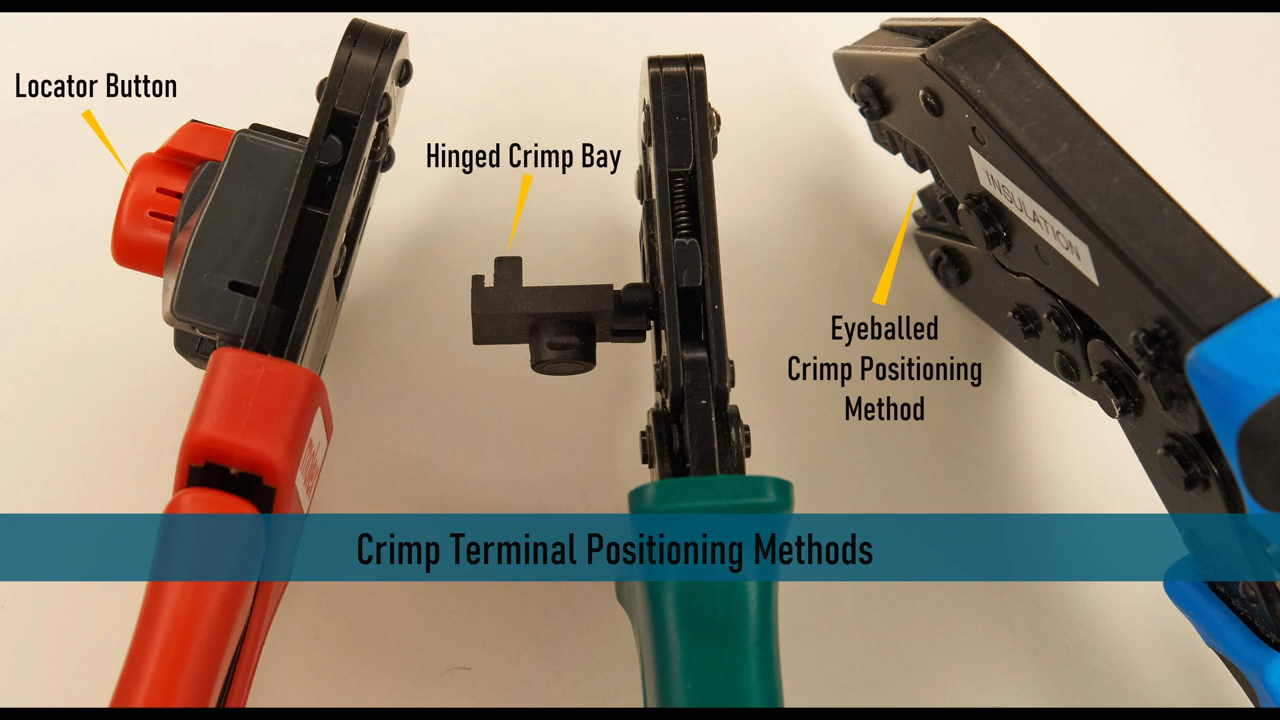 Locator Button
Hinged Crimp Bay
INSULATION
Eyeballed
Crimp Positioning
Method
Crimp Terminal Positioning Methods